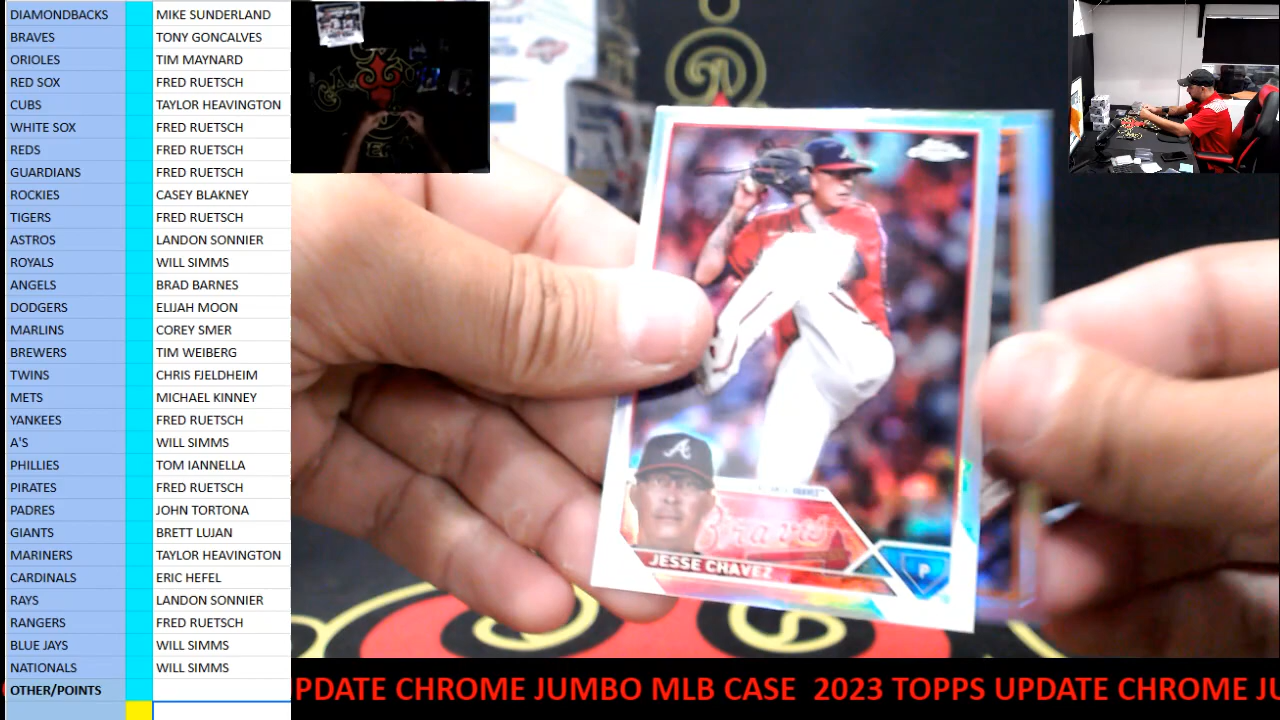 DIAMONDBACKS MIKE SUNDERLAND
BRAVES TONY GONCALVES
ORIOLES TIM MAYNARD
RED SOX FRED RUETSCH
CUBS TAYLOR HEAVINGTON
WHITE SOX FRED RUETSCH
REDS FRED RUETSCH
GUARDIANS FRED RUETSCH
ROCKIES CASEY BLAKNEY
TIGERS FRED RUETSCH
ASTROS LANDON SONNIER
ROYALS WILL SIMMS
ANGELS BRAD BARNES
DODGERS ELIJAH MOON
MARLINS COREY SMER
BREWERS TIM WEIBERG
TWINS CHRIS FJELDHEIM
METS MICHAEL KINNEY
YANKEES FRED RUETSCH
A'S WILL SIMMS
PHILLIES TOM IANNELLA
PIRATES FRED RUETSCH
PADRES JOHN TORTONA
GIANTS BRETT LUJAN
MARINERS TAYLOR HEAVINGTON
CARDINALS ERIC HEFEL
RAYS LANDON SONNIER
RANGERS FRED RUETSCH
BLUE JAYS WILL SIMMS
NATIONALS WILL SIMMS
OTHER/POINTS
A
Braves
JESSE CHAVEZ
P
PDATE CHROME JUMBO MLB CASE 2023 TOPPS UPDATE CHROME JU